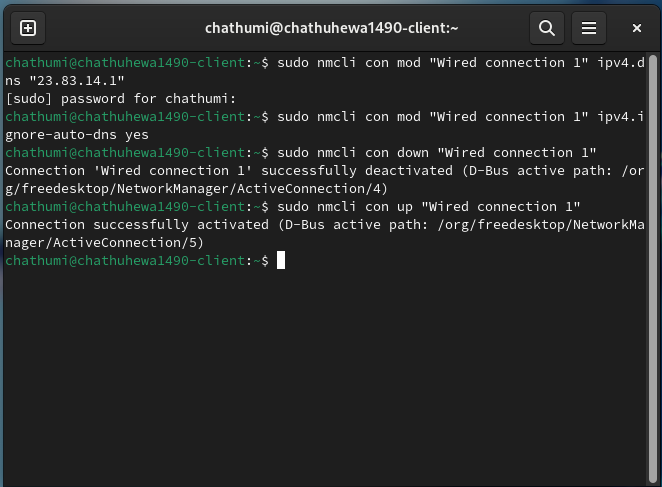 chathumi@chathuhewa1490-client:~
chathumi@chathuhewa1490-client:~$ sudo nmcli con mod "Wired connection 1" ipv4.d
ns "23.83.14.1"
[sudo] password for chathumi:
chathumi@chathuhewa1490-client:~$ sudo nmcli con mod "Wired connection 1" ipv4.i
gnore-auto-dns yes
chathumi@chathuhewa1490-client:~$ sudo nmcli con down "Wired connection 1"
Connection 'Wired connection 1' successfully deactivated (D-Bus active path: /or
g/freedesktop/NetworkManager/ActiveConnection/4)
chathumi@chathuhewa1490-client:~$ sudo nmcli con up "Wired connection 1"
Connection successfully activated (D-Bus active path: /org/freedesktop/NetworkMa
nager/ActiveConnection/5)
chathumi@chathuhewa1490-client:~$